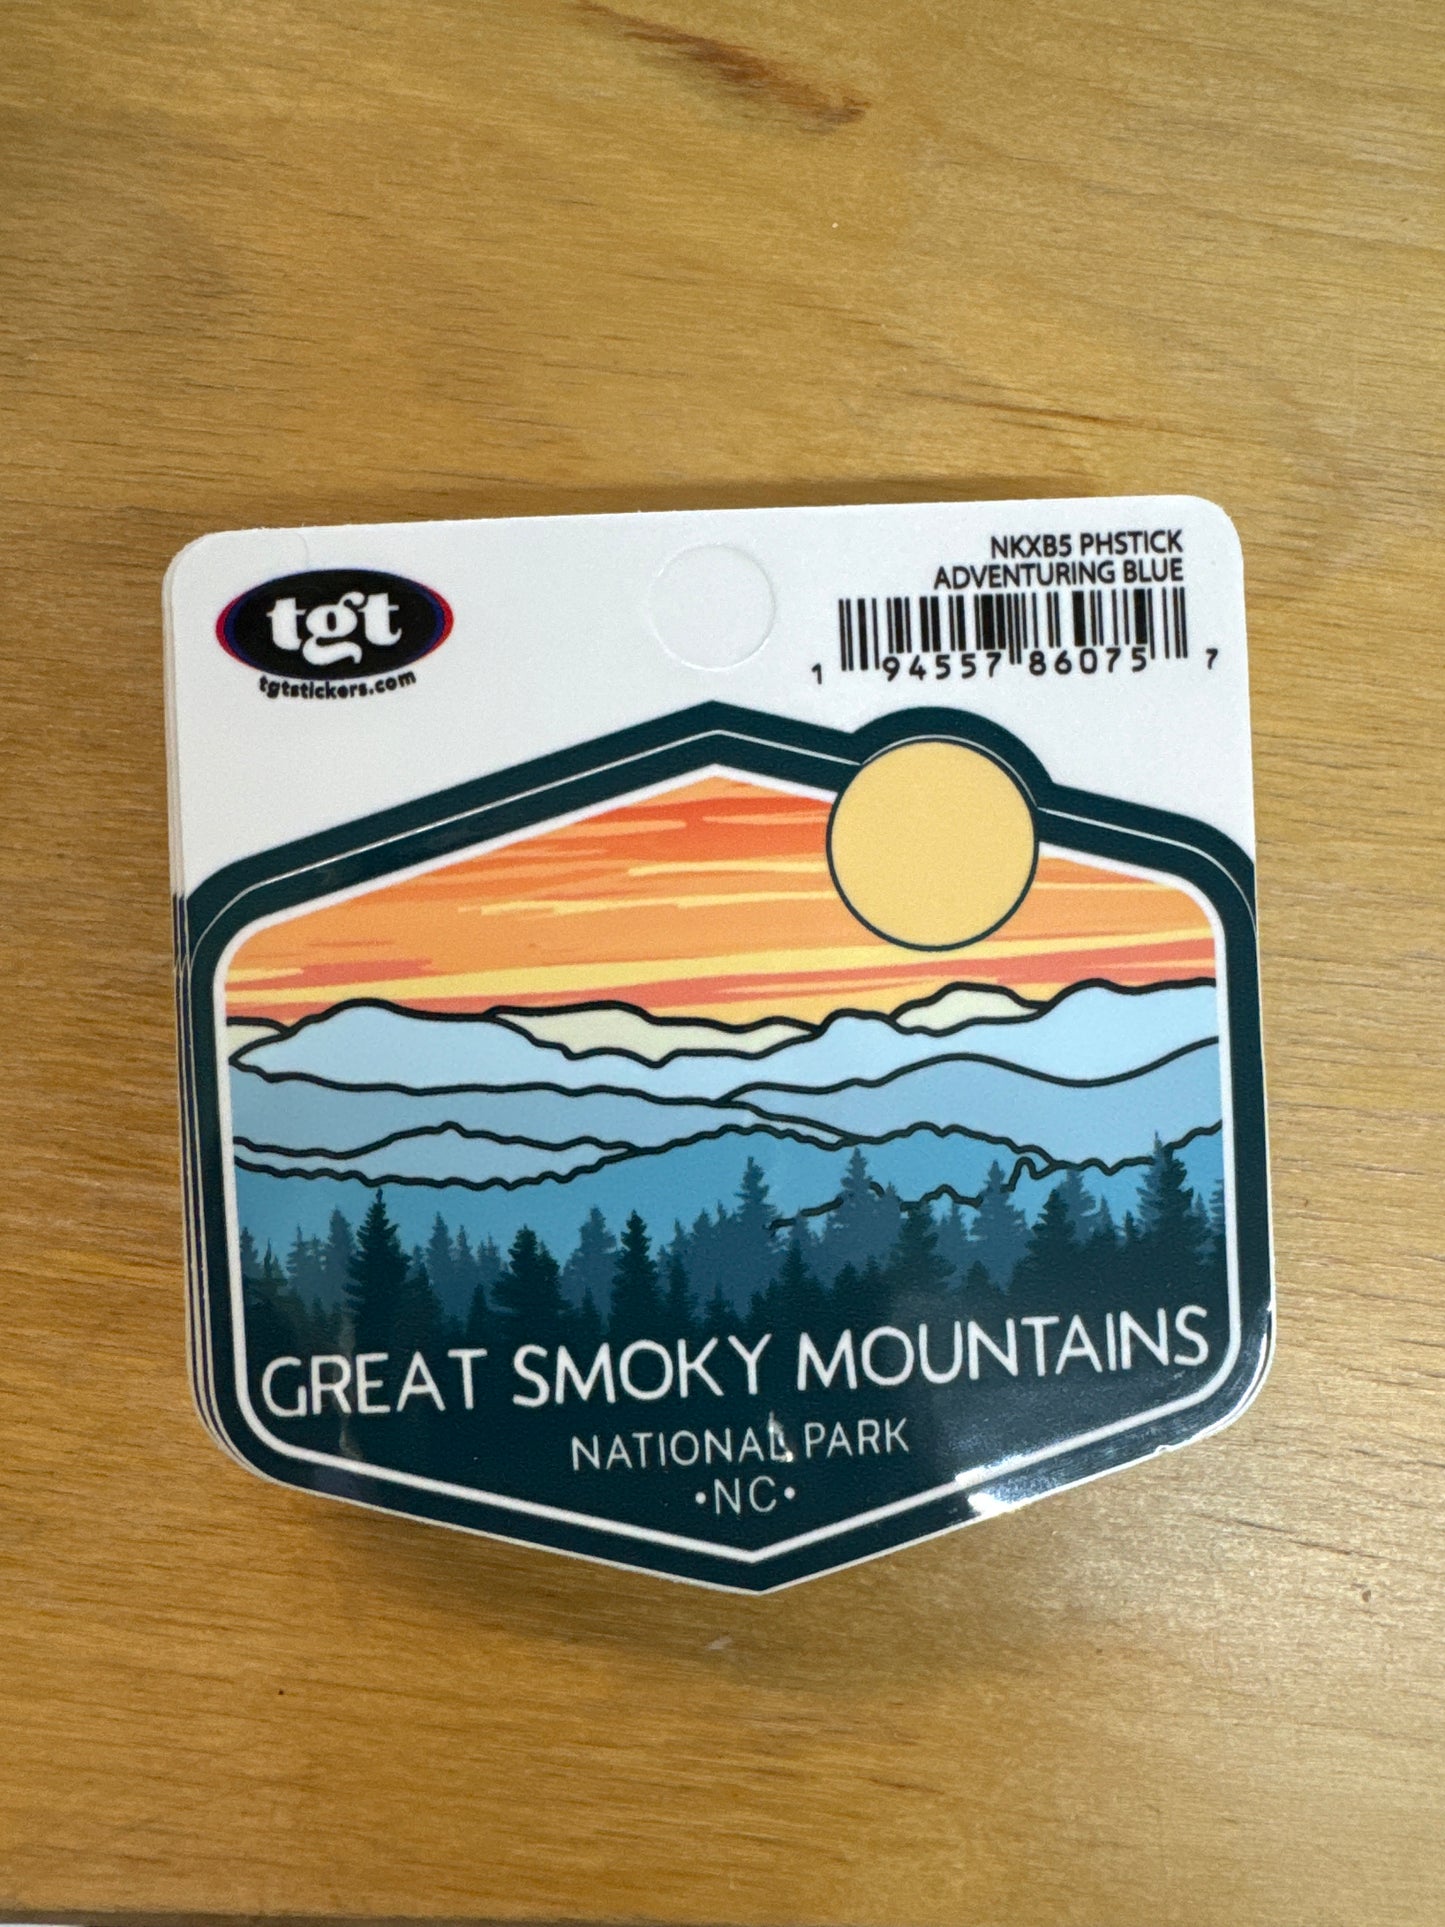 tgt
tgtstickers.com
NKXB5 PHSTICK
ADVENTURING BLUE
1 94557 86075 7
GREAT SMOKY MOUNTAINS
NATIONAL PARK
•NC•